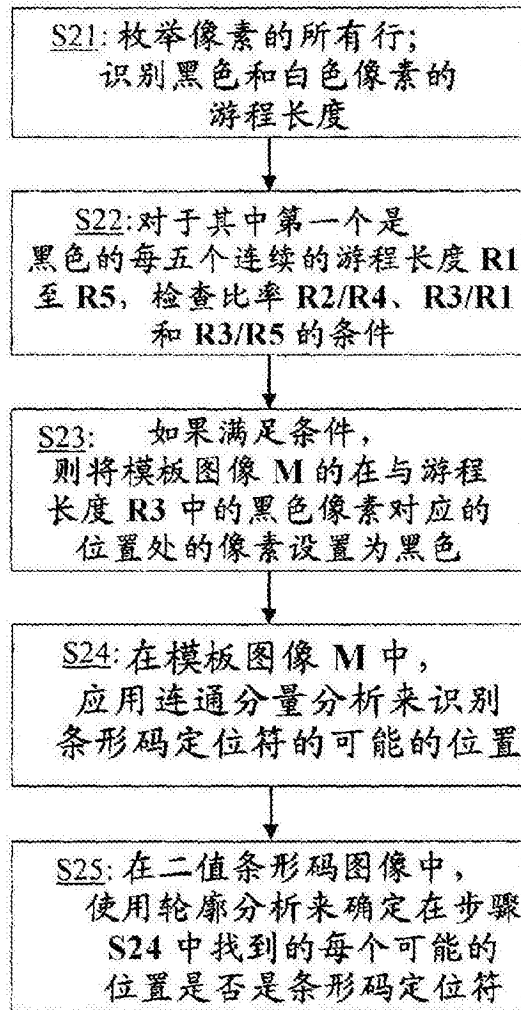 S21: 枚举像素的所有行;
识别黑色和白色像素的
游程长度
S22:对于其中第一个是
黑色的每五个连续的游程长度 R1
至 R5，检查比率 R2/R4、R3/R1
和 R3/R5 的条件
S23: 如果满足条件，
则将模板图像 M 的在与游程
长度 R3 中的黑色像素对应的
位置处的像素设置为黑色
S24: 在模板图像 M 中，
应用连通分量分析来识别
条形码定位符的可能的位置
S25: 在二值条形码图像中，
使用轮廓分析来确定在步骤
S24 中找到的每个可能的
位置是否是条形码定位符